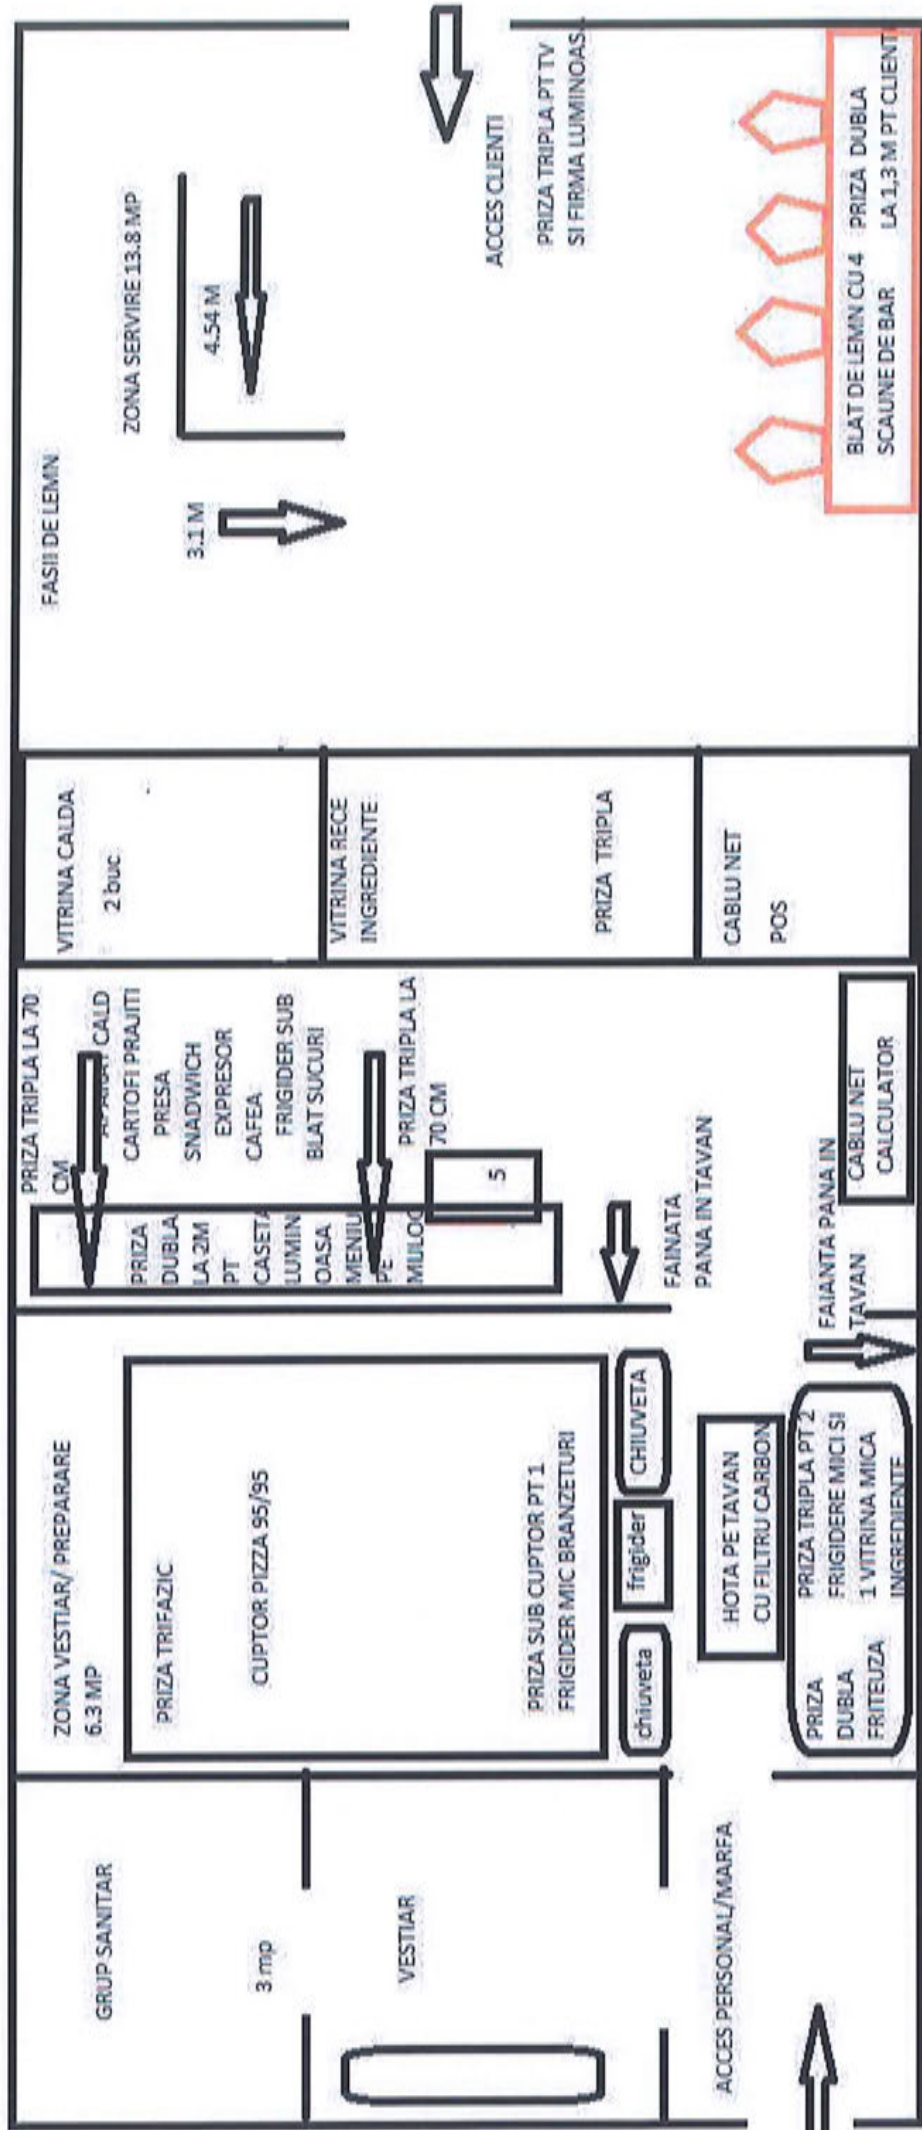 GRUP SANITAR
3 mp
VESTIAR
ACCES PERSONAL/MARFA
ZONA VESTIAR/ PREPARARE
6.3 MP
PRIZA TRIFAZIC
CUPTOR PIZZA 95/95
PRIZA SUB CUPTOR PT 1
FRIGIDER MIC BRANZETURI
chiuveta
frigider
CHIUVETA
HOTA PE TAVAN
CU FILTRU CARBON
PRIZA
DUBLA
FRITEUZA
PRIZA TRIPLA PT 2
FRIGIDERE MICI SI
1 VITRINA MICA
INGREDIENTE
PRIZA TRIPLA LA 70
CM
CALD
CARTOFI PRAJITI
PRESA
SNADWICH
EXPRESOR
CAFEA
FRIGIDER SUB
BLAT SUCURI
PRIZA TRIPLA LA
70 CM
PRIZA
DUBLA
LA 2M
PT
CASETA
LUMIN
OASA
MENIU
PE
MIJLOC
5
FAINATA
PANA IN TAVAN
FAIANTA PANA IN
TAVAN
CABLU NET
CALCULATOR
VITRINA CALDA
2 buc
VITRINA RECE
INGREDIENTE
PRIZA TRIPLA
CABLU NET
POS
FASII DE LEMN
ZONA SERVIRE 13.8 MP
3.1 M
4.54 M
ACCES CLIENTI
PRIZA TRIPLA PT TV
SI FIRMA LUMINOAS
BLAT DE LEMN CU 4
SCAUNE DE BAR
PRIZA DUBLA
LA 1,3 M PT CLIENT